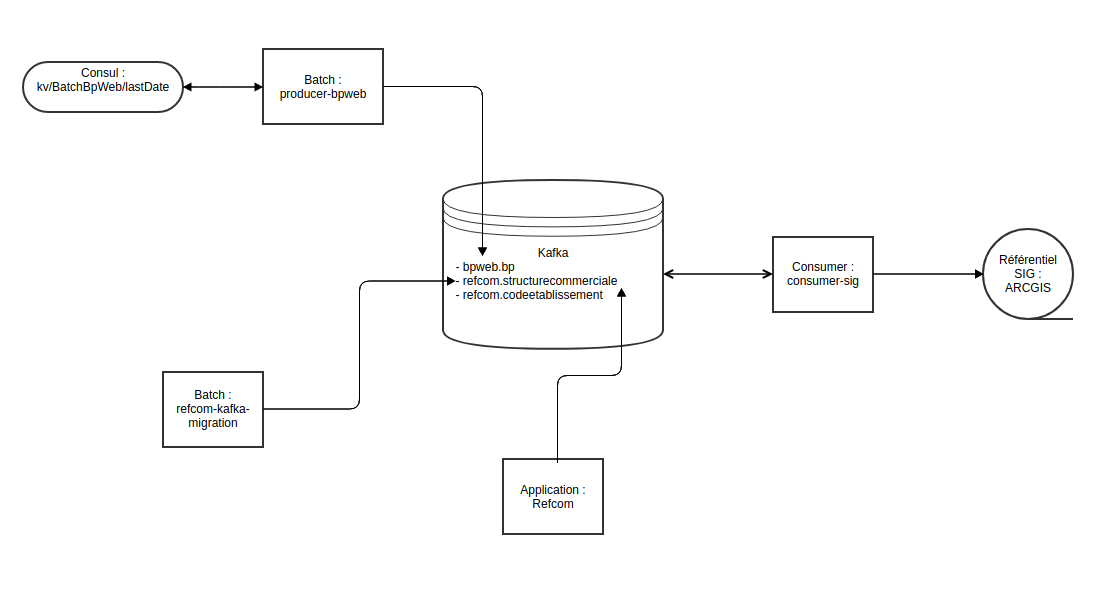 Consul :
kv/BatchBpWeb/lastDate
Batch :
producer-bpweb
Kafka
- bpweb.bp
- refcom.structurecommerciale
- refcom.codeetablissement
Consumer :
consumer-sig
Référentiel
SIG :
ARCGIS
Batch :
refcom-kafka-
migration
Application :
Refcom